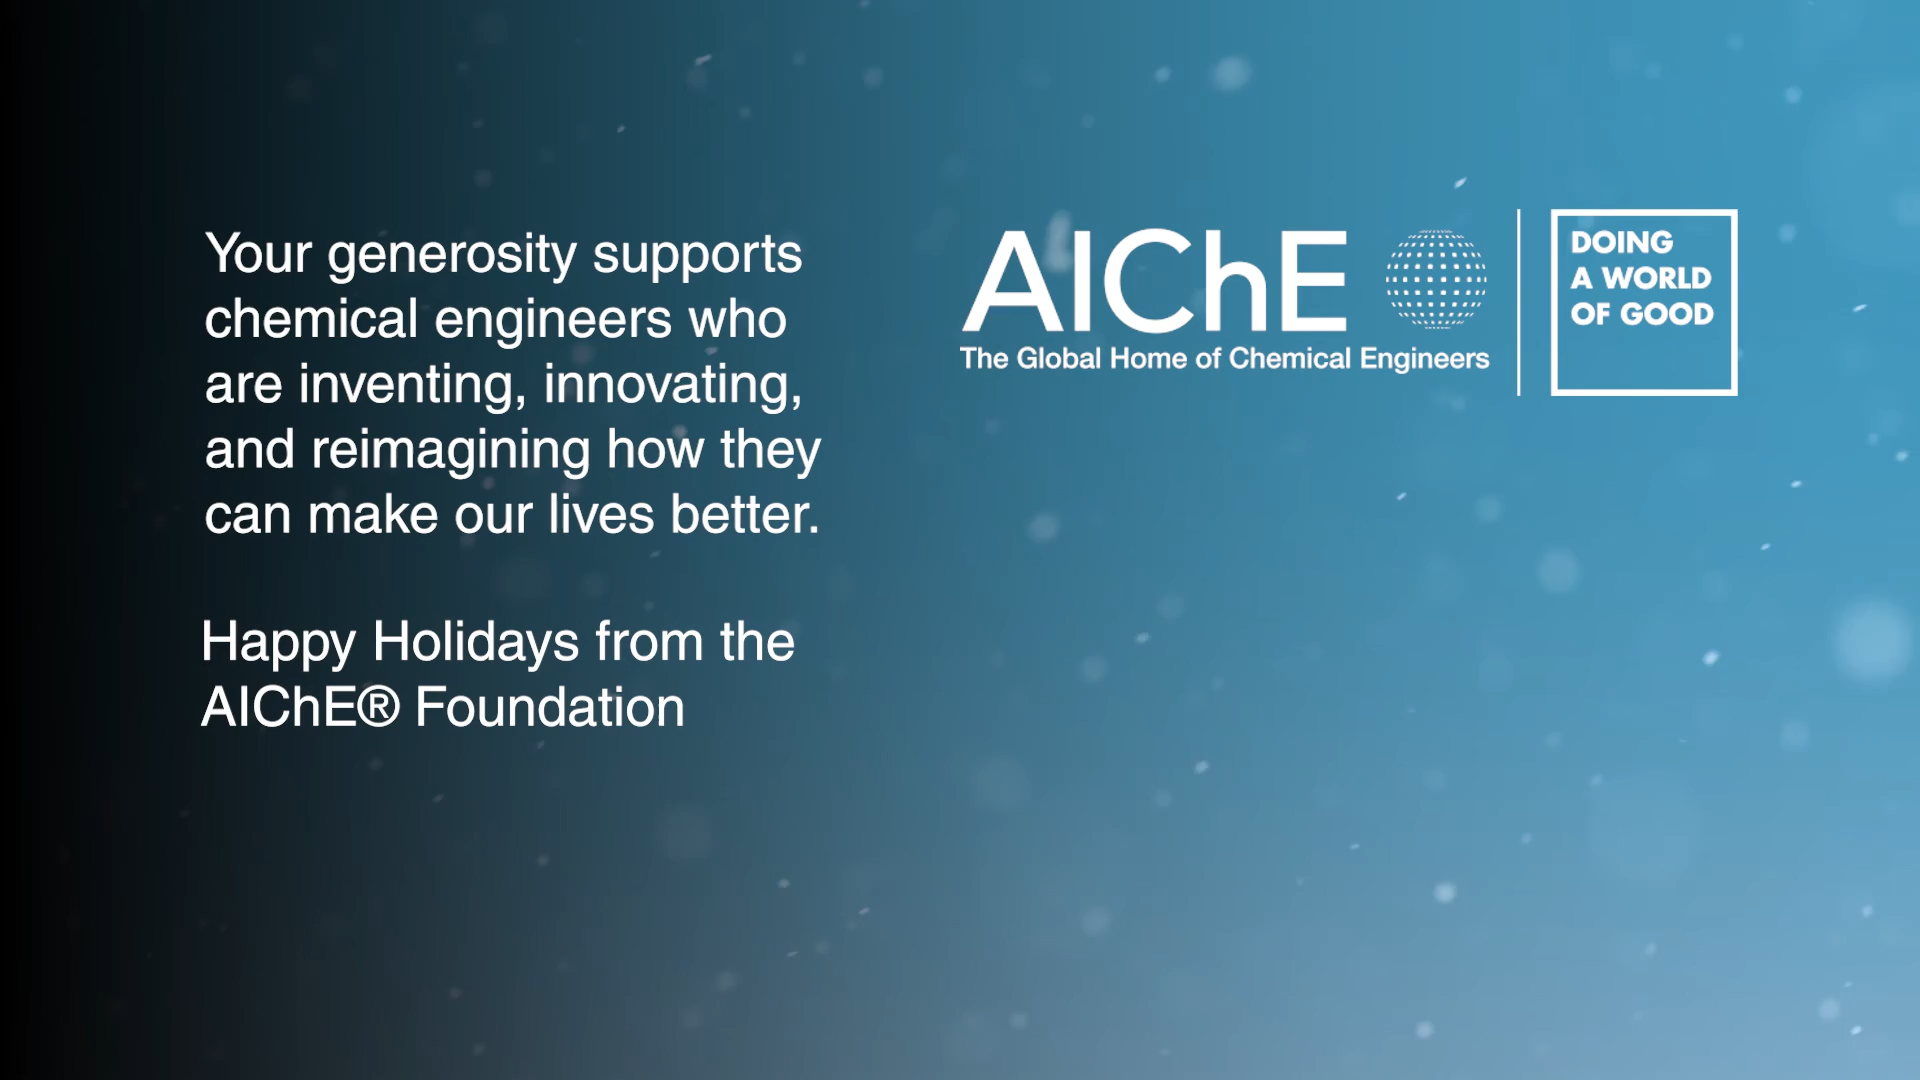 Your generosity supports
chemical engineers who
are inventing, innovating,
and reimagining how they
can make our lives better.
Happy Holidays from the
AIChE® Foundation
AIChE
The Global Home of Chemical Engineers
DOING
A WORLD
OF GOOD